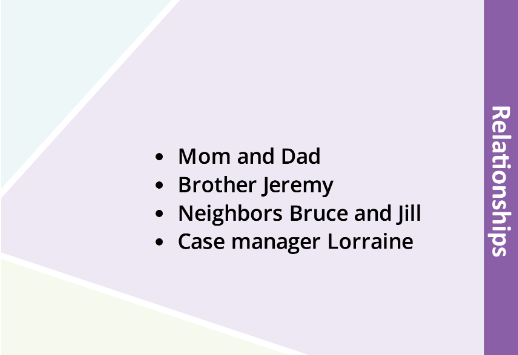 • Mom and Dad
• Brother Jeremy
• Neighbors Bruce and Jill
• Case manager Lorraine
Relationships